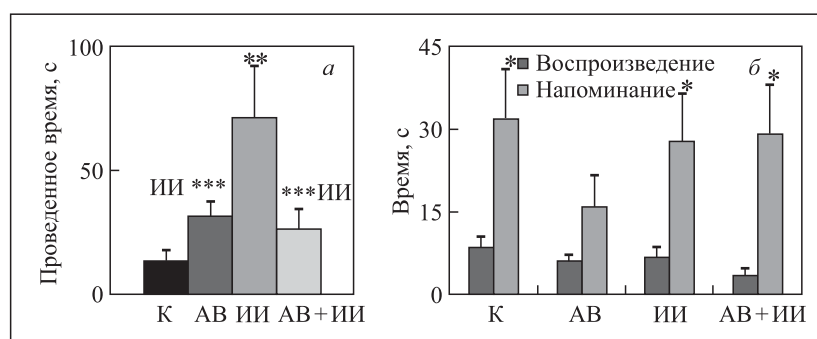 Проведенное время, с
100
50
0
а
**
ИИ *** ***ИИ
К АВ ИИ АВ+ИИ
Время, с
45
30
15
0
б
Воспроизведение
Напоминание
* * *
К АВ ИИ АВ+ИИ